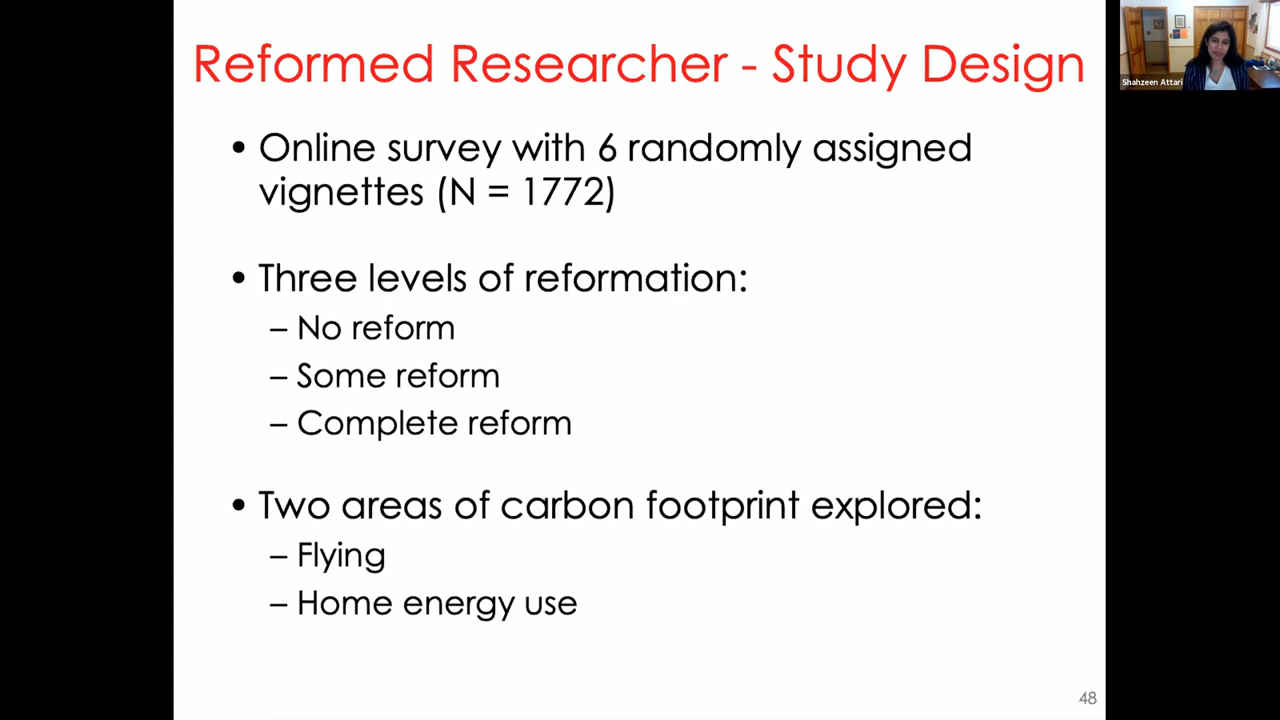 Reformed Researcher - Study Design
• Online survey with 6 randomly assigned
vignettes (N = 1772)
• Three levels of reformation:
– No reform
– Some reform
– Complete reform
• Two areas of carbon footprint explored:
– Flying
– Home energy use
48
Shahzeen Attari